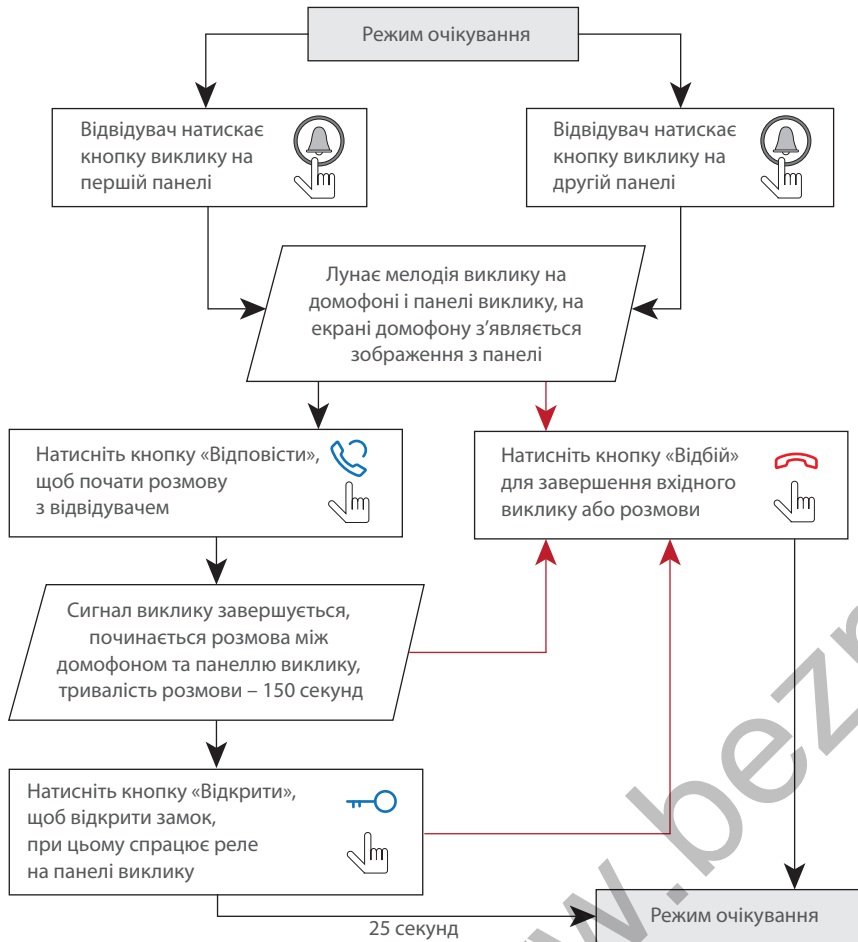 Режим очікування
Відвідувач натискає
кнопку виклику на
першій панелі
Відвідувач натискає
кнопку виклику на
другій панелі
Лунає мелодія виклику на
домофоні і панелі виклику, на
екрані домофону з’являється
зображення з панелі
Натисніть кнопку «Відповісти»,
щоб почати розмову
з відвідувачем
Натисніть кнопку «Відбій»
для завершення вхідного
виклику або розмови
Сигнал виклику завершується,
починається розмова між
домофоном та панеллю виклику,
тривалість розмови – 150 секунд
Натисніть кнопку «Відкрити»,
щоб відкрити замок,
при цьому спрацює реле
на панелі виклику
25 секунд
Режим очікування